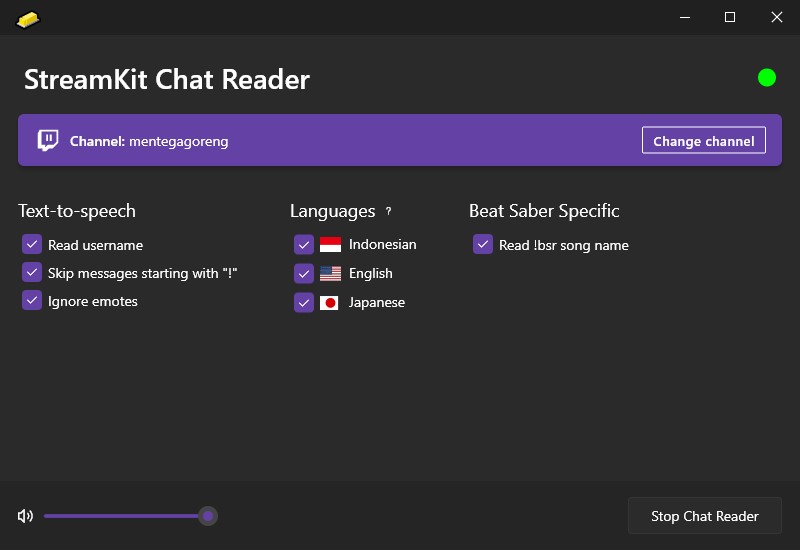 StreamKit Chat Reader
Channel: mentegagoreng
Change channel
Text-to-speech
Read username
Skip messages starting with "!"
Ignore emotes
Languages ?
Indonesian
English
Japanese
Beat Saber Specific
Read !bsr song name
Stop Chat Reader